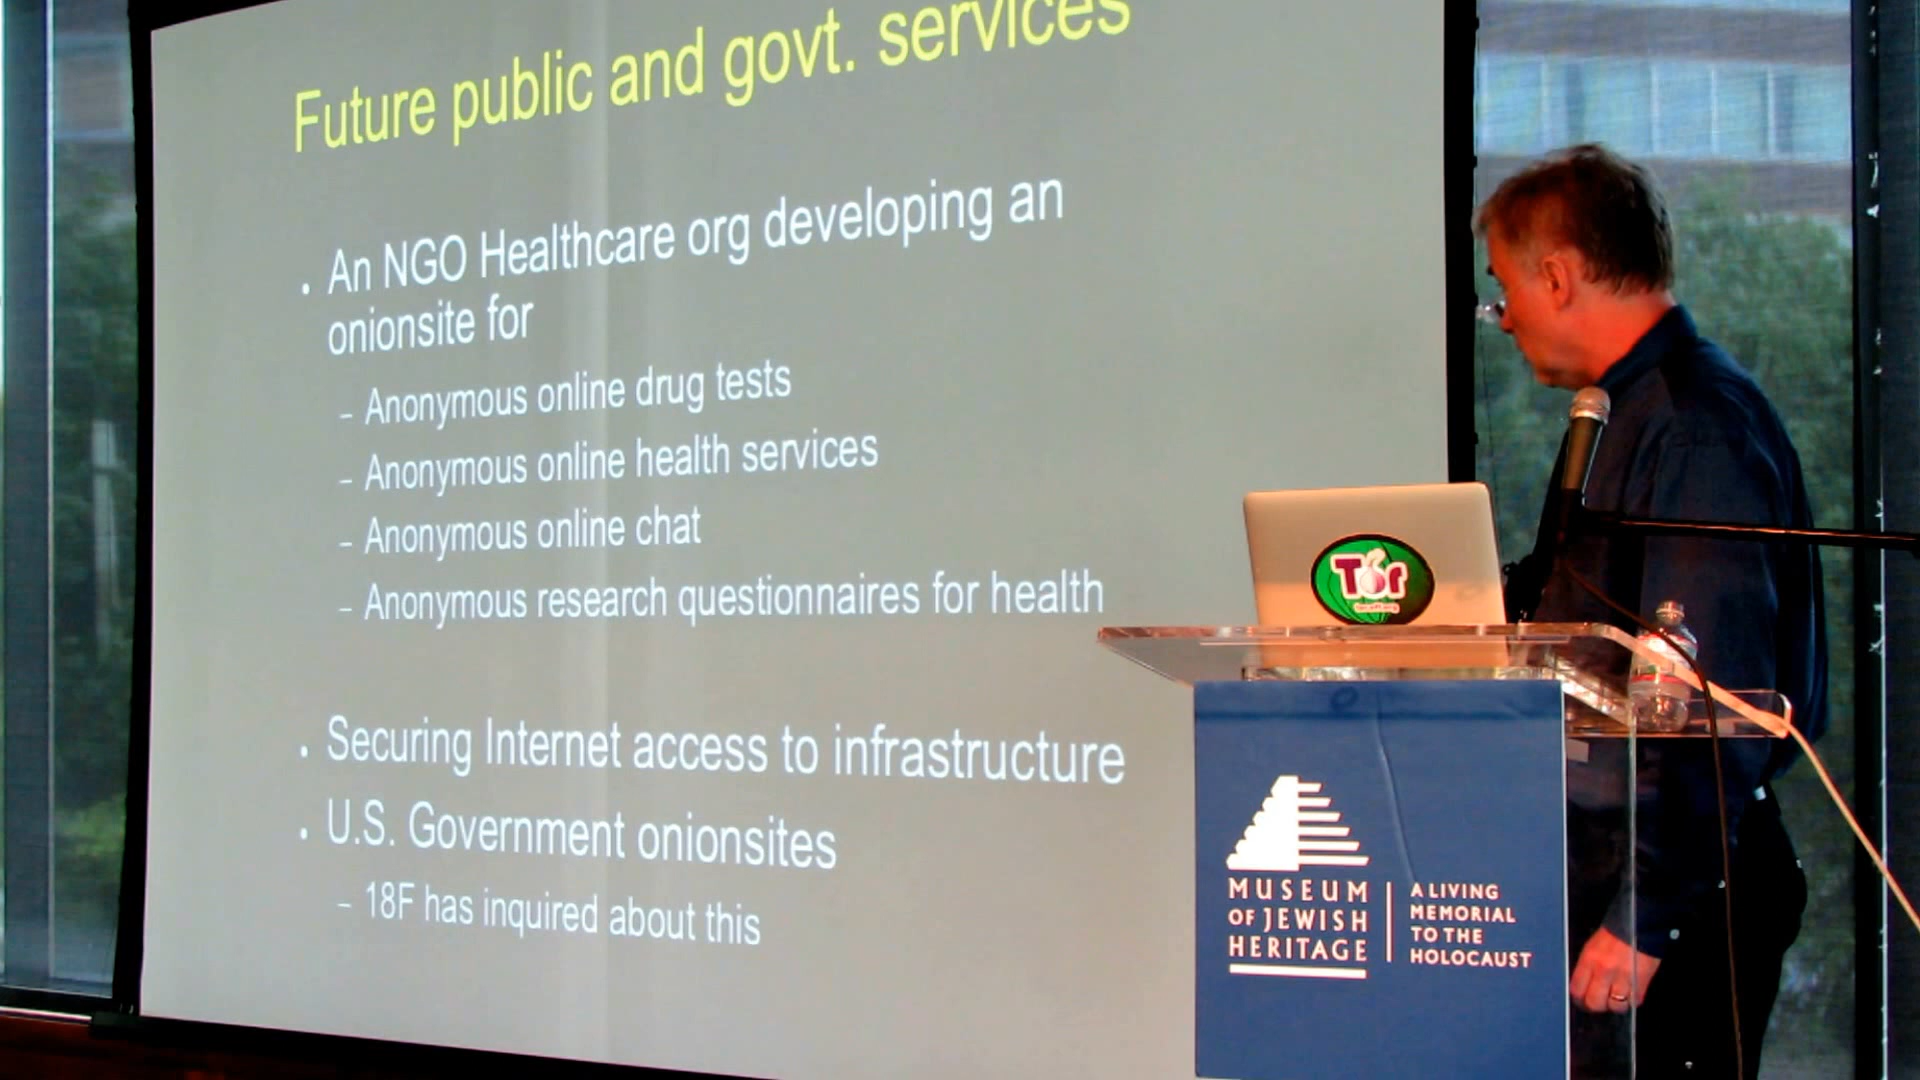 Future public and govt. services
An NGO Healthcare org developing an
onionsite for
- Anonymous online drug tests
- Anonymous online health services
- Anonymous online chat
- Anonymous research questionnaires for health
Securing Internet access to infrastructure
U.S. Government onionsites
- 18F has inquired about this
Tor
MUSEUM
OF JEWISH
HERITAGE
A LIVING
MEMORIAL
TO THE
HOLOCAUST